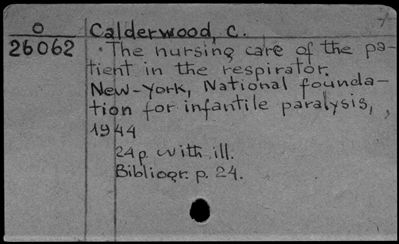 O
Calderwood, C.
26062
The nursing care of the pa-
tient in the respirator.
New-York, National founda-
tion for infantile paralysis,
1944
24p. with ill.
Bibliogr. p. 24.